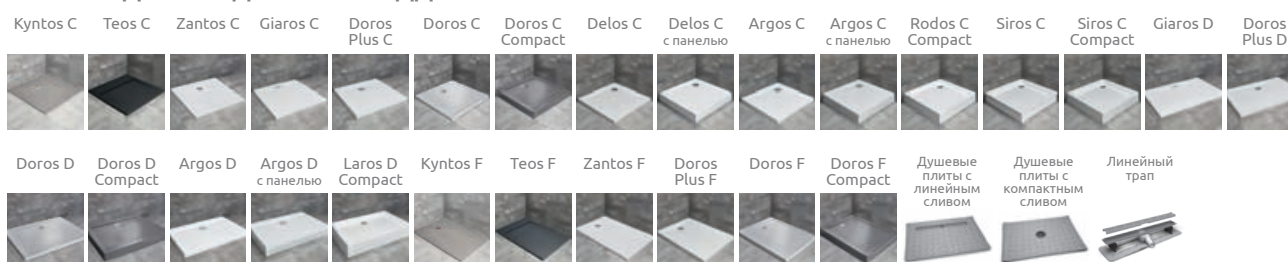 Kyntos C
Teos C
Zantos C
Giaros C
Doros
Plus C
Doros C
Doros C
Compact
Delos C
Delos C
с панелью
Argos C
Argos C
с панелью
Rodos C
Compact
Siros C
Siros C
Compact
Giaros D
Doros
Plus D
Doros D
Doros D
Compact
Argos D
Argos D
с панелью
Laros D
Compact
Kyntos F
Teos F
Zantos F
Doros
Plus F
Doros F
Doros F
Compact
Душевые
плиты с
линейным
сливом
Душевые
плиты с
компактным
сливом
Линейный
трап